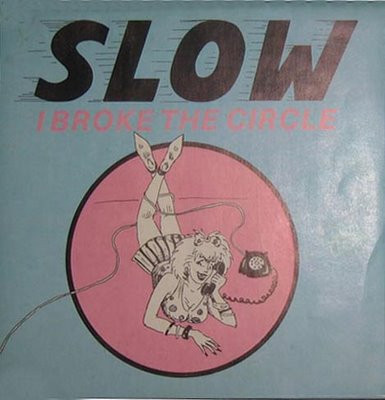 SLOW
I BROKE THE CIRCLE